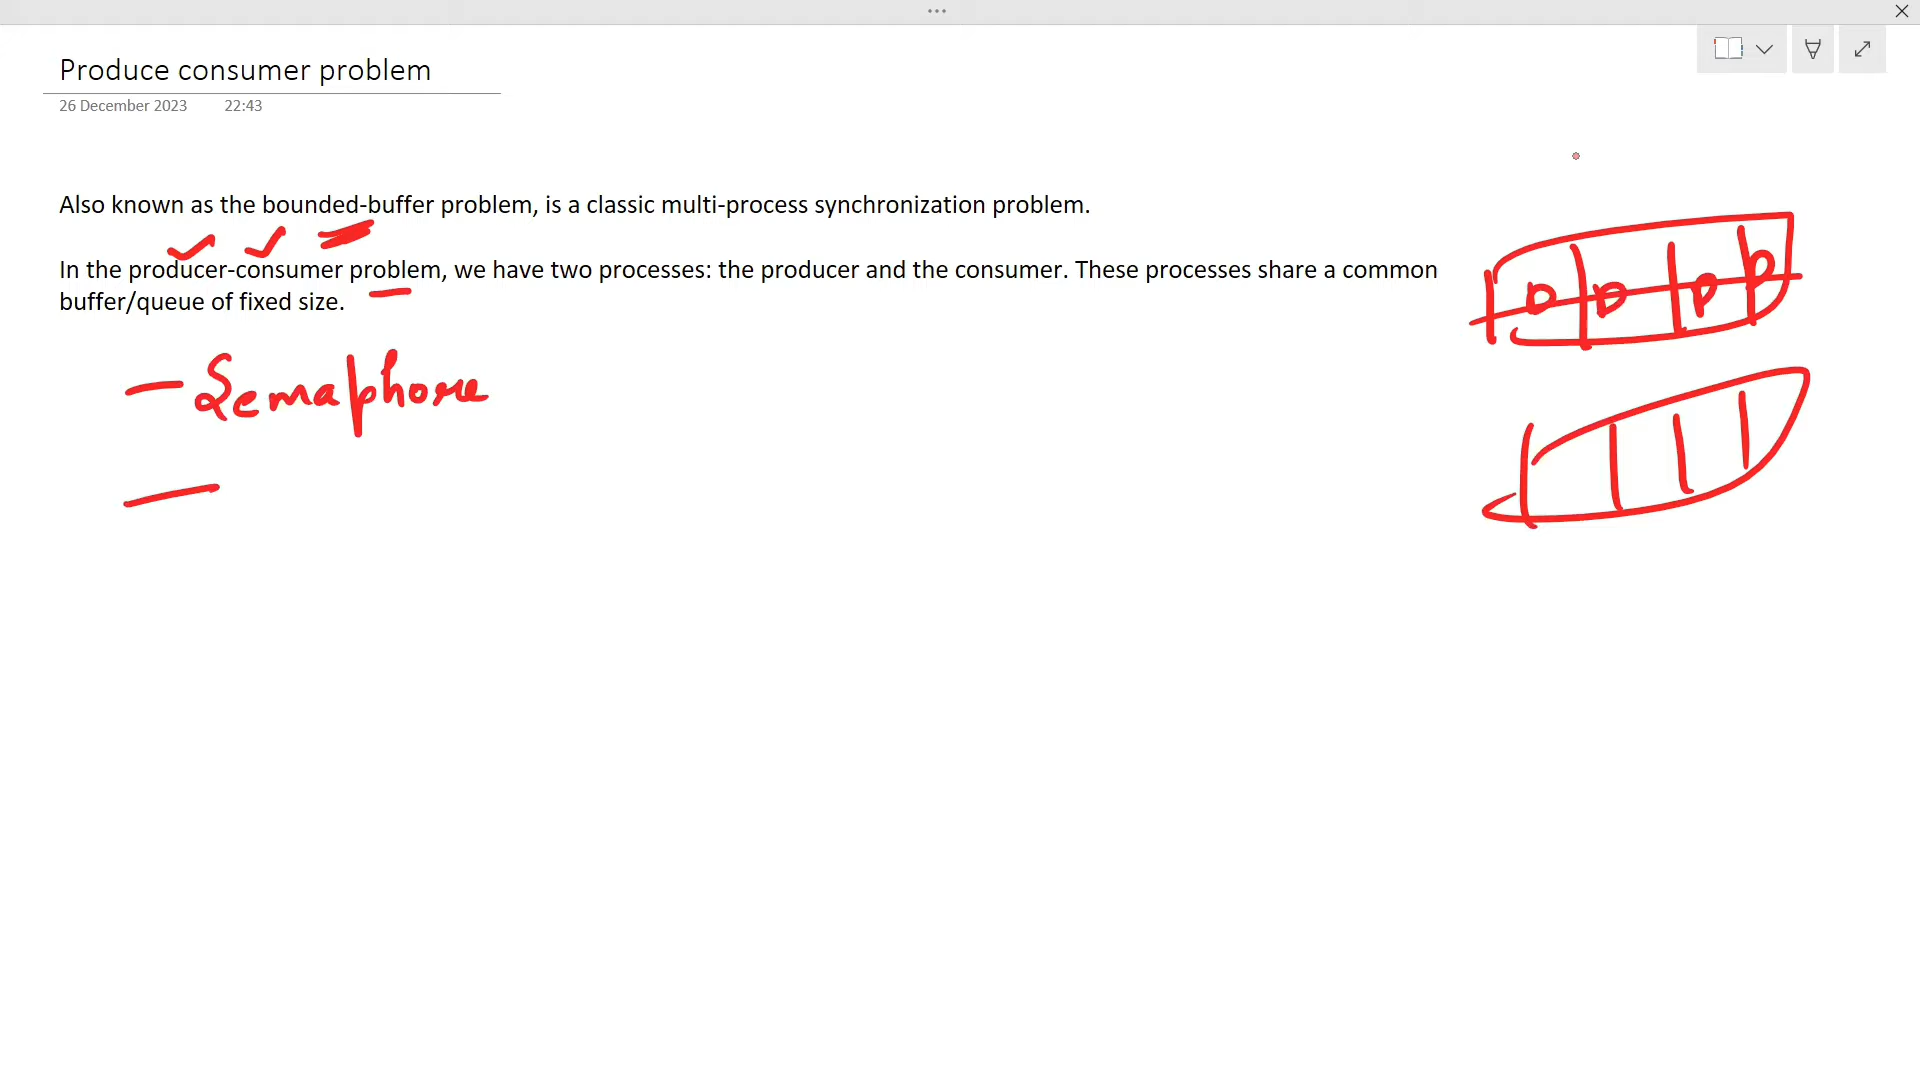 Produce consumer problem
26 December 2023 22:43
Also known as the bounded-buffer problem, is a classic multi-process synchronization problem.
In the producer-consumer problem, we have two processes: the producer and the consumer. These processes share a common
buffer/queue of fixed size.
D D P P
- Semaphore
-